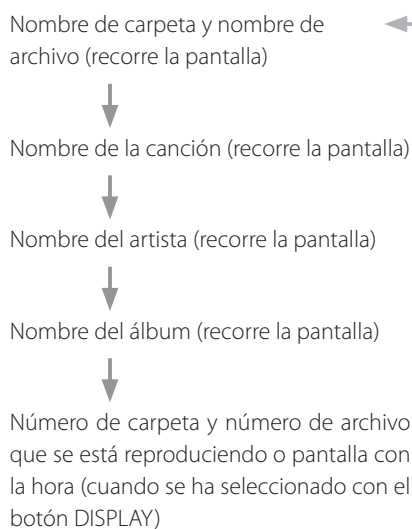 Nombre de carpeta y nombre de
archivo (recorre la pantalla)
Nombre de la canción (recorre la pantalla)
Nombre del artista (recorre la pantalla)
Nombre del álbum (recorre la pantalla)
Número de carpeta y número de archivo
que se está reproduciendo o pantalla con
la hora (cuando se ha seleccionado con el
botón DISPLAY)